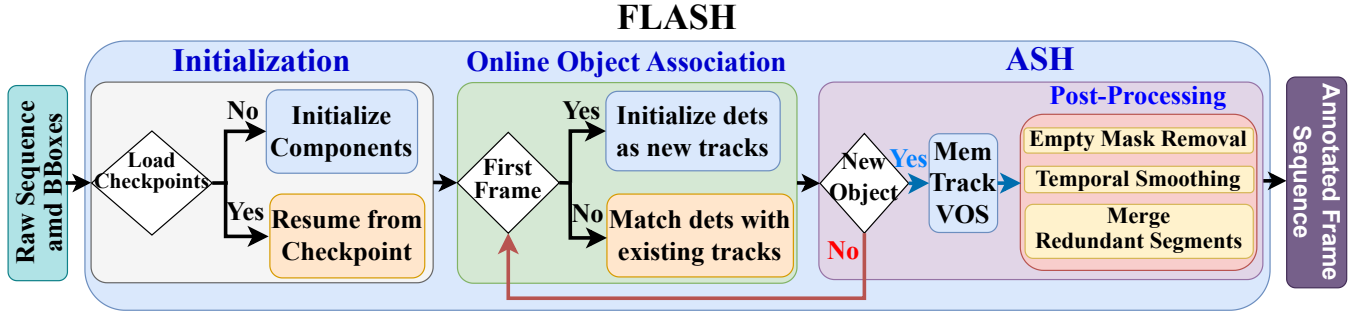 FLASH
Raw Sequence
amd BBoxes
Initialization
Load
Checkpoints
No
Initialize
Components
Yes
Resume from
Checkpoint
Online Object Association
First
Frame
Yes
Initialize dets
as new tracks
No
Match dets with
existing tracks
ASH
New
Object
Yes
No
Mem
Track
VOS
Post-Processing
Empty Mask Removal
Temporal Smoothing
Merge
Redundant Segments
Annotated Frame
Sequence